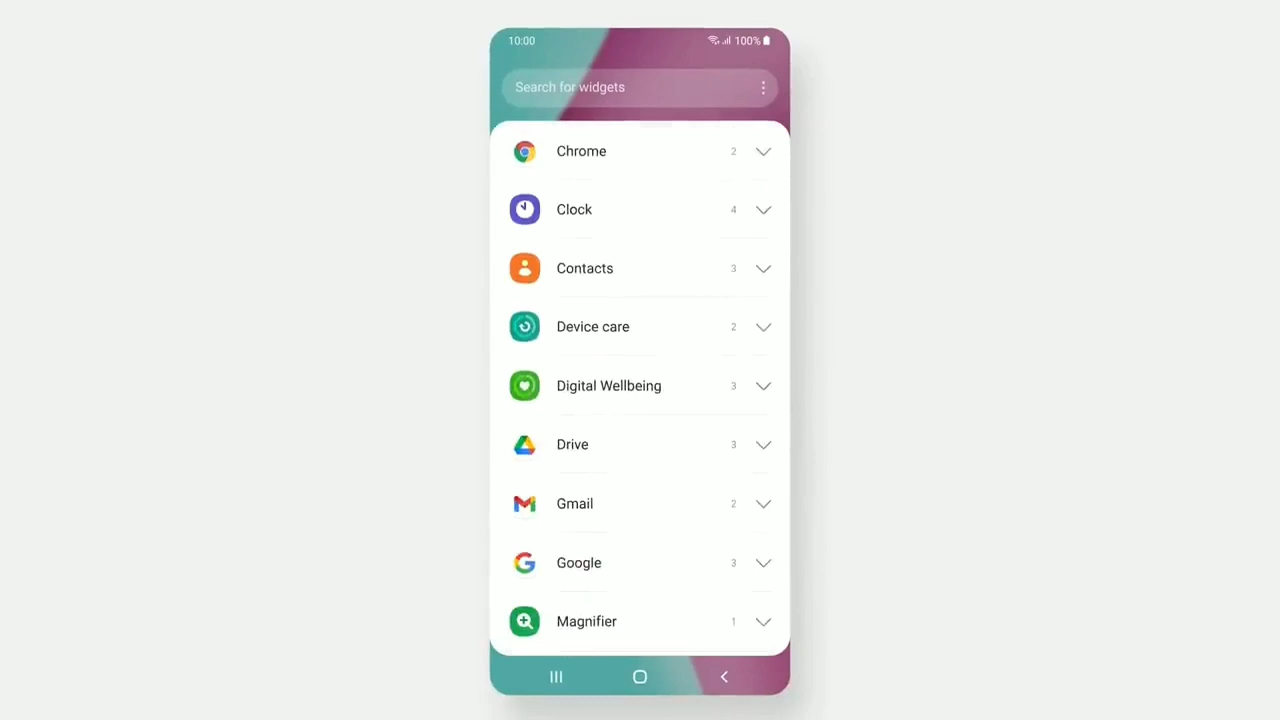 10:00 100%
Search for widgets
Chrome 2
Clock 4
Contacts 3
Device care 2
Digital Wellbeing 3
Drive 3
Gmail 2
Google 3
Magnifier 1